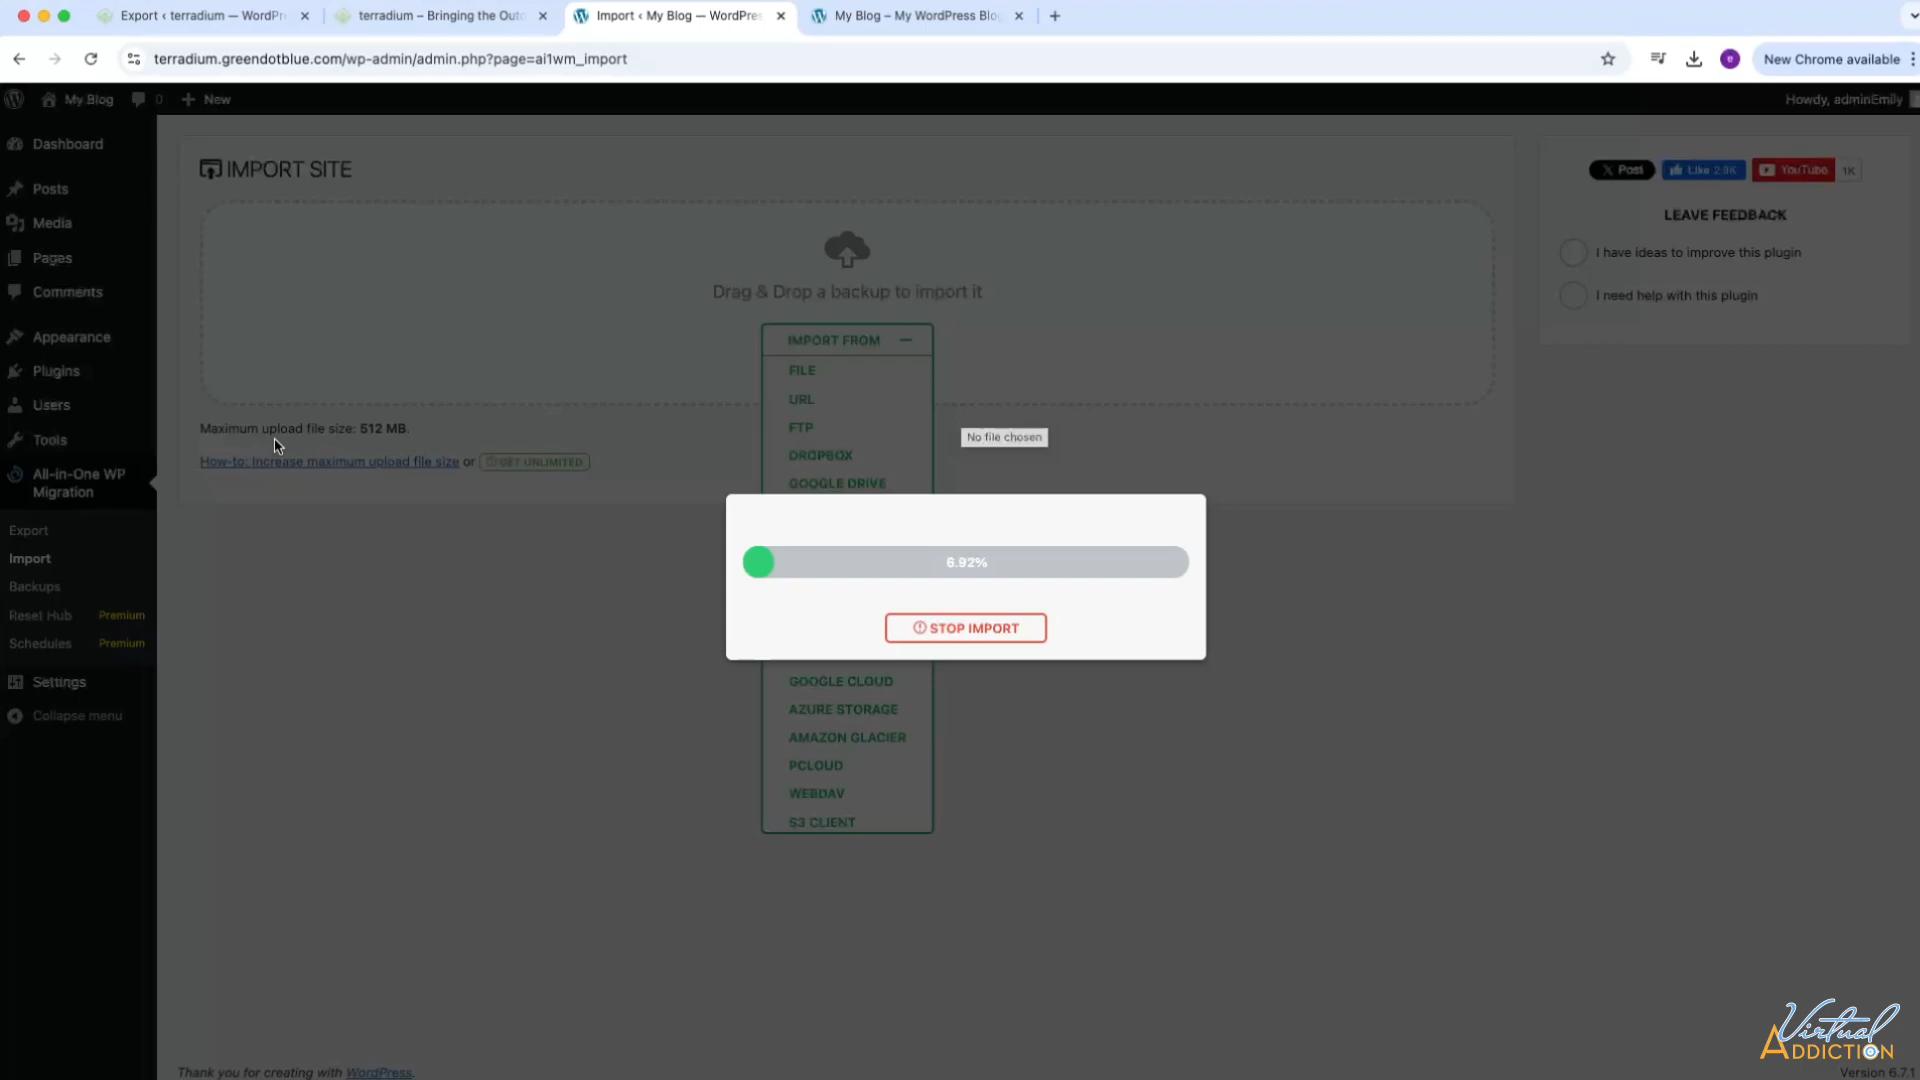 Export ‹ terradium — WordPr
terradium – Bringing the Outd
Import ‹ My Blog — WordPres
My Blog – My WordPress Blog
terradium.greendotblue.com/wp-admin/admin.php?page=ai1wm_import
e
New Chrome available
My Blog
0
New
Howdy, adminEmily
Dashboard
Posts
Media
Pages
Comments
Appearance
Plugins
Users
Tools
All-in-One WP
Migration
Export
Import
Backups
Reset Hub Premium
Schedules Premium
Settings
Collapse menu
IMPORT SITE
Drag & Drop a backup to import it
IMPORT FROM
FILE
URL
FTP
DROPBOX
GOOGLE DRIVE
No file chosen
Maximum upload file size: 512 MB.
How-to: Increase maximum upload file size or GET UNLIMITED
6.92%
STOP IMPORT
GOOGLE CLOUD
AZURE STORAGE
AMAZON GLACIER
PCLOUD
WEBDAV
S3 CLIENT
X Post
Like 2.9K
YouTube 1K
LEAVE FEEDBACK
I have ideas to improve this plugin
I need help with this plugin
Thank you for creating with WordPress.
Virtual
ADDICTION
Version 6.7.1